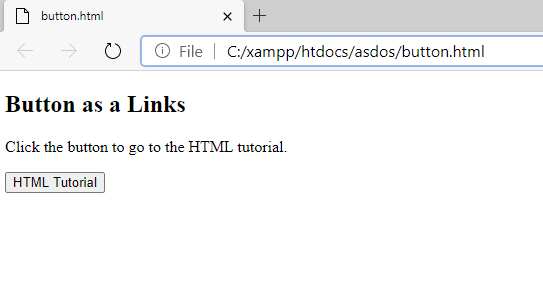 button.html
File C:/xampp/htdocs/asdos/button.html
Button as a Links
Click the button to go to the HTML tutorial.
HTML Tutorial